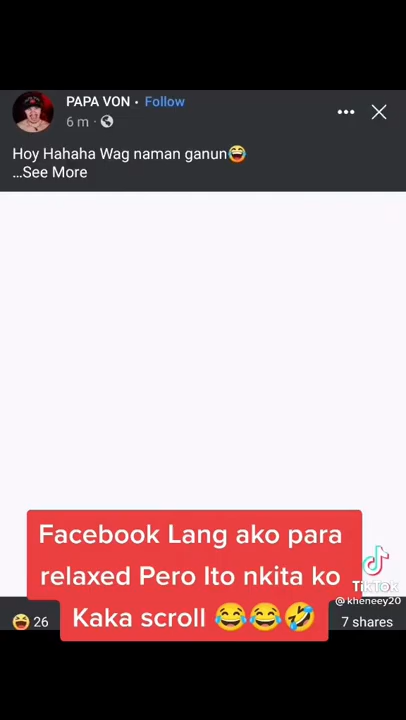 PAPA VON • Follow
6 m ·
Hoy Hahaha Wag naman ganun😂
...See More
Facebook Lang ako para
relaxed Pero Ito nkita ko
Kaka scroll 😂😂🤣
TikTok
@kheneey20
😆 26
7 shares